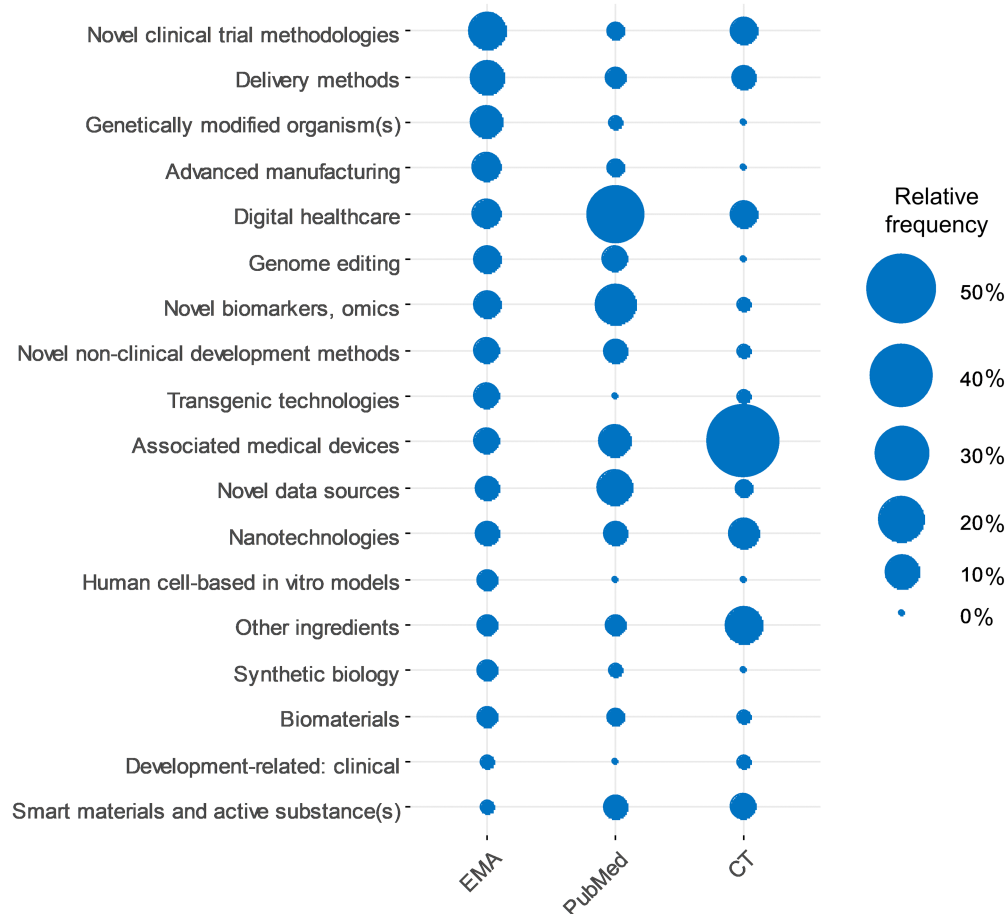 Novel clinical trial methodologies
Delivery methods
Genetically modified organism(s)
Advanced manufacturing
Digital healthcare
Genome editing
Novel biomarkers, omics
Novel non-clinical development methods
Transgenic technologies
Associated medical devices
Novel data sources
Nanotechnologies
Human cell-based in vitro models
Other ingredients
Synthetic biology
Biomaterials
Development-related: clinical
Smart materials and active substance(s)
EMA
PubMed
CT
Relative
frequency
50%
40%
30%
20%
10%
0%